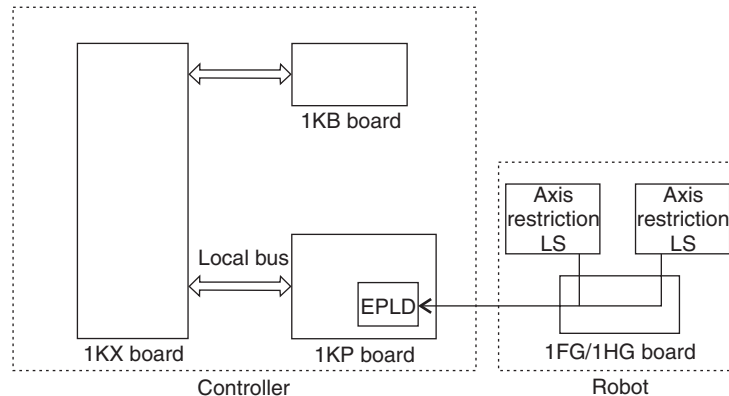 1KB board
Axis
restriction
LS
Axis
restriction
LS
Local bus
EPLD
1KX board
1KP board
1FG/1HG board
Controller
Robot